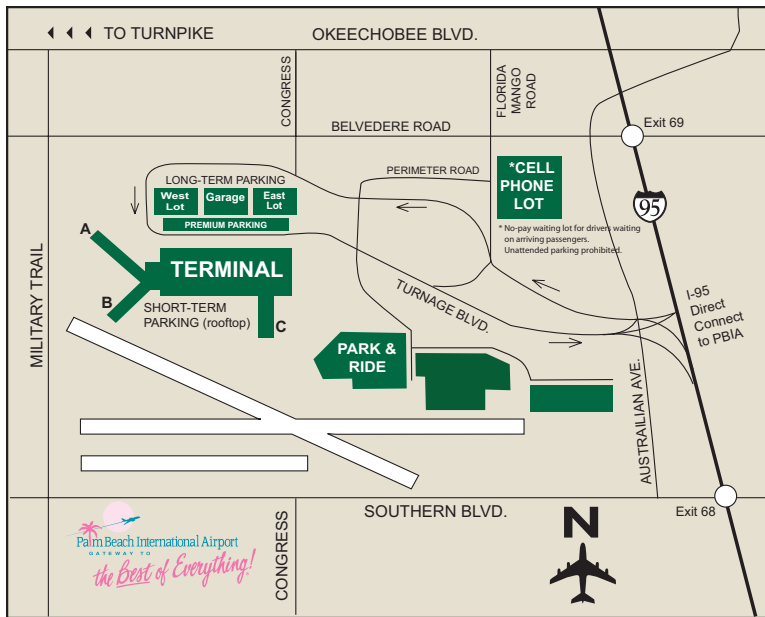 TO TURNPIKE
OKEECHOBEE BLVD.
CONGRESS
FLORIDA
MANGO
ROAD
Exit 69
BELVEDERE ROAD
PERIMETER ROAD
*CELL
PHONE
LOT
LONG-TERM PARKING
West
Lot
Garage
East
Lot
PREMIUM PARKING
95
* No-pay waiting lot for drivers waiting
on arriving passengers.
Unattended parking prohibited.
A
TERMINAL
B
SHORT-TERM
PARKING (rooftop)
C
TURNAGE BLVD.
I-95
Direct
Connect
to PBIA
MILITARY TRAIL
PARK &
RIDE
AUSTRAILIAN AVE.
SOUTHERN BLVD.
Exit 68
CONGRESS
N
Palm Beach International Airport
GATEWAY TO
the Best of Everything!